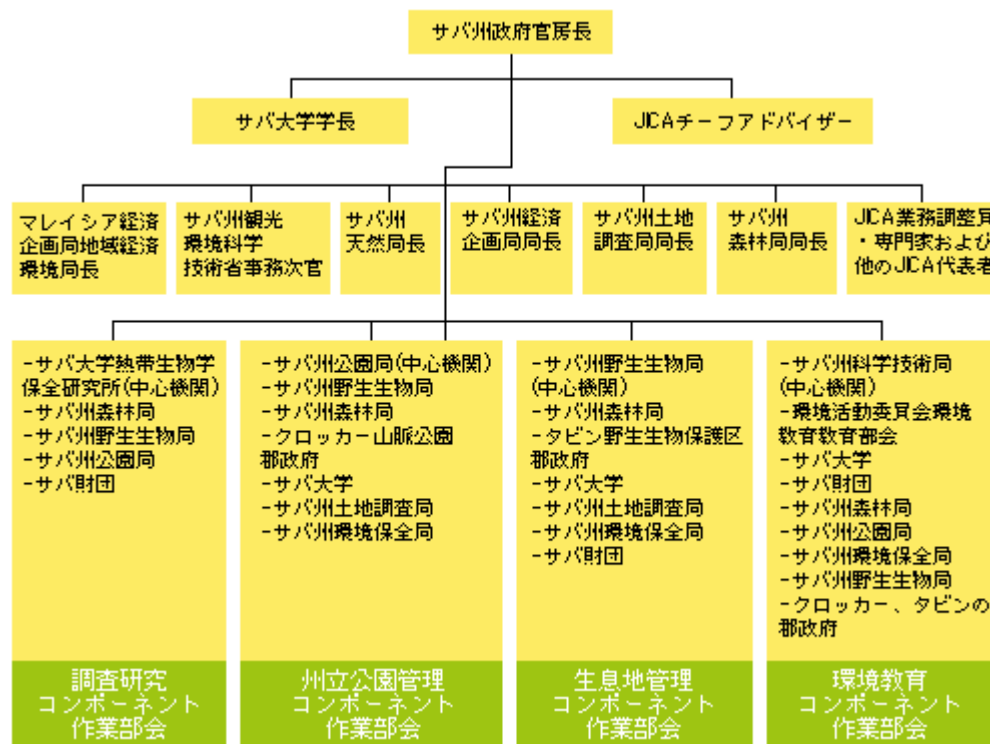 サバ州政府官房長
サバ大学学長
JICAチーフアドバイザー
マレイシア経済
企画局地域経済
環境局長
サバ州観光
環境科学
技術省事務次官
サバ州
天然局長
サバ州経済
企画局局長
サバ州土地
調査局局長
サバ州
森林局局長
JICA業務調整員
・専門家および
他のJICA代表者
-サバ大学熱帯生物学
保全研究所(中心機関)
-サバ州森林局
-サバ州野生生物局
-サバ州公園局
-サバ財団
調査研究
コンポーネント
作業部会
-サバ州公園局(中心機関)
-サバ州野生生物局
-サバ州森林局
-クロッカー山脈公園
郡政府
-サバ大学
-サバ州土地調査局
-サバ州環境保全局
州立公園管理
コンポーネント
作業部会
-サバ州野生生物局
(中心機関)
-サバ州森林局
-タビン野生生物保護区
郡政府
-サバ大学
-サバ州土地調査局
-サバ州環境保全局
-サバ財団
生息地管理
コンポーネント
作業部会
-サバ州科学技術局
(中心機関)
-環境活動委員会環境
教育教育部会
-サバ大学
-サバ財団
-サバ州森林局
-サバ州公園局
-サバ州環境保全局
-サバ州野生生物局
-クロッカー、タビンの
郡政府
環境教育
コンポーネント
作業部会